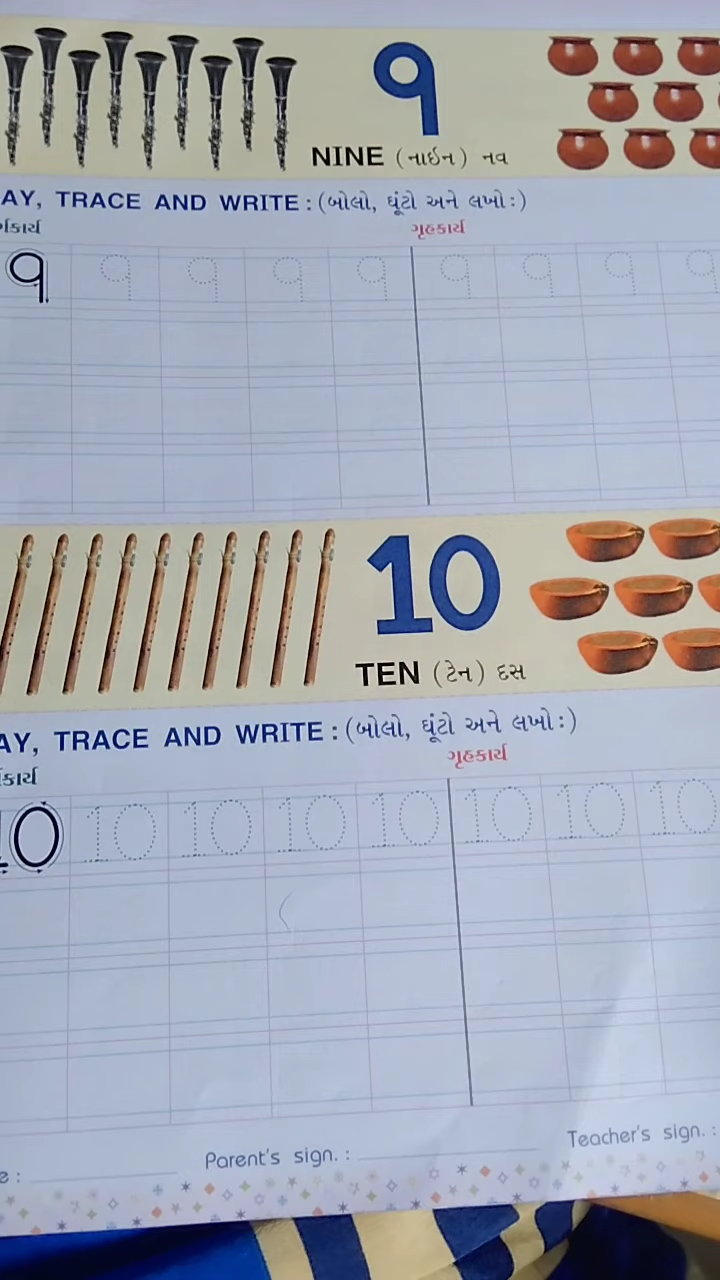 9
NINE (નાઈન) નવ
AY, TRACE AND WRITE : (બોલો, ઘૂંટો અને લખો :)
ર્ગકાર્ય ગૃહકાર્ય
9 9 9 9 9 9 9 9 9
10
TEN (ટેન) દસ
AY, TRACE AND WRITE : (બોલો, ઘૂંટો અને લખો :)
ર્ગકાર્ય ગૃહકાર્ય
10 10 10 10 10 10 10 10
e : Parent's sign. : Teacher's sign. :